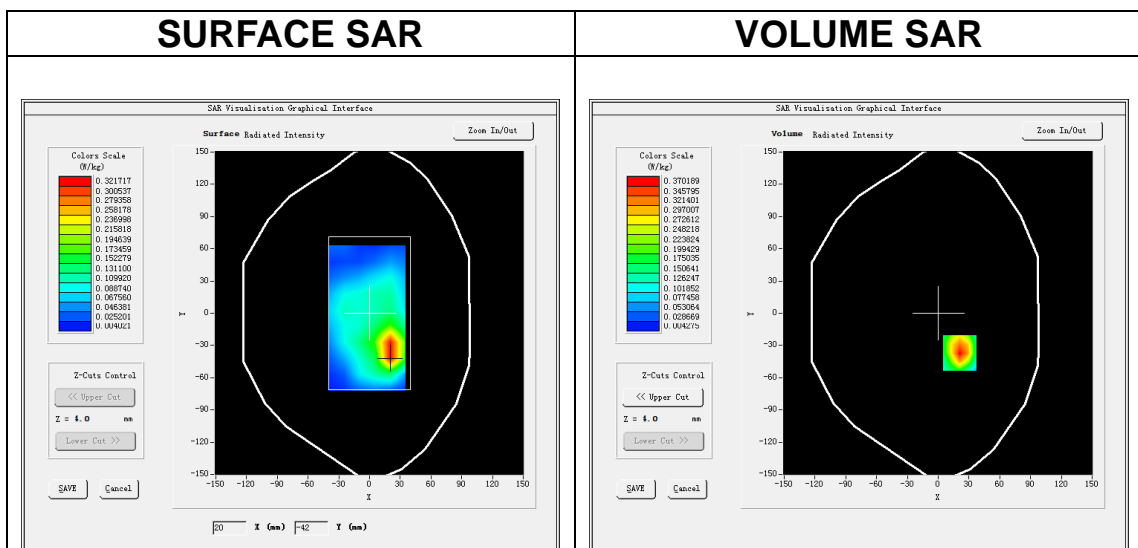 SURFACE SAR
VOLUME SAR
SAR Visualisation Graphical Interface
Surface Radiated Intensity
Zoom In/Out
Colors Scale
(W/kg)
0.321717
0.300537
0.279358
0.258178
0.236998
0.215818
0.194639
0.173459
0.152279
0.131100
0.109920
0.088740
0.067560
0.046381
0.025201
0.004021
150
120
90
60
30
0
-30
-60
-90
-120
-150
Y
-150 -120 -90 -60 -30 0 30 60 90 120 150
X
Z-Cuts Control
<< Upper Cut
Z = 4.0 mm
Lower Cut >>
SAVE Cancel
20 X (mm) -42 Y (mm)
SAR Visualisation Graphical Interface
Volume Radiated Intensity
Zoom In/Out
Colors Scale
(W/kg)
0.370189
0.345795
0.321401
0.297007
0.272612
0.248218
0.223824
0.199429
0.175035
0.150641
0.126247
0.101852
0.077458
0.053064
0.028669
0.004275
150
120
90
60
30
0
-30
-60
-90
-120
-150
Y
-150 -120 -90 -60 -30 0 30 60 90 120 150
X
Z-Cuts Control
<< Upper Cut
Z = 4.0 mm
Lower Cut >>
SAVE Cancel